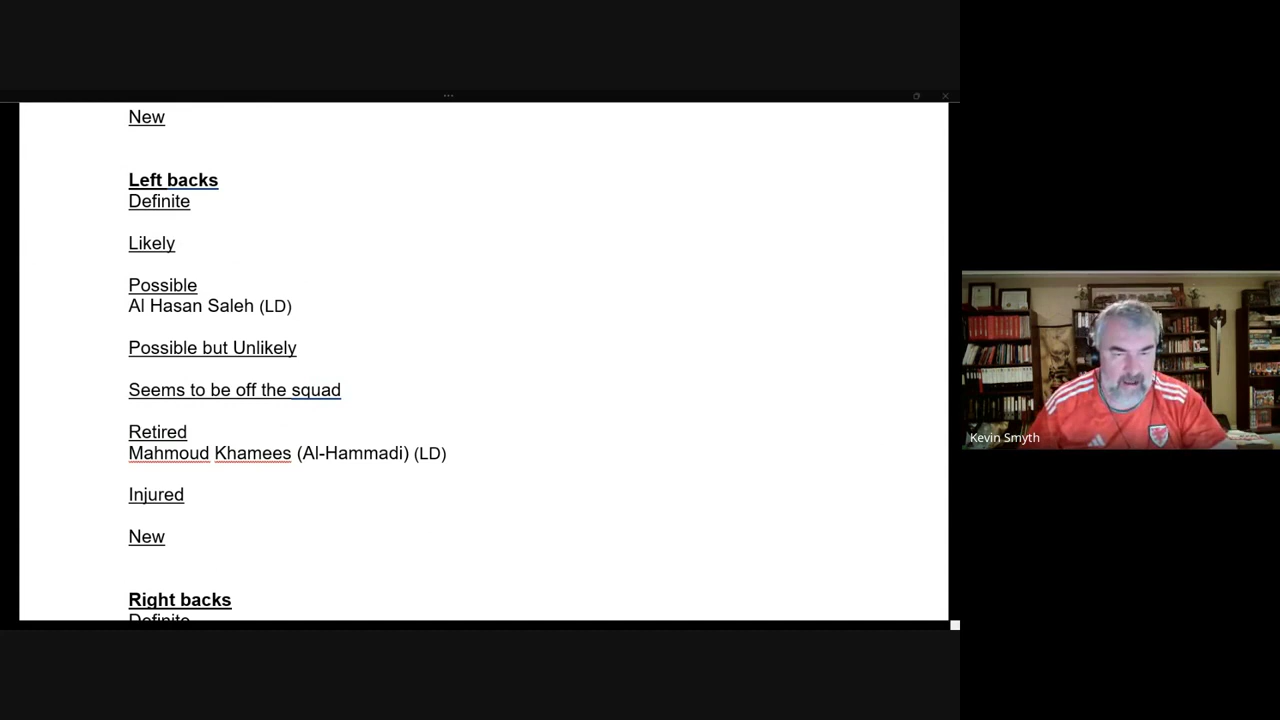 New
Left backs
Definite
Likely
Possible
Al Hasan Saleh (LD)
Possible but Unlikely
Seems to be off the squad
Retired
Mahmoud Khamees (Al-Hammadi) (LD)
Injured
New
Right backs
Definite
Kevin Smyth